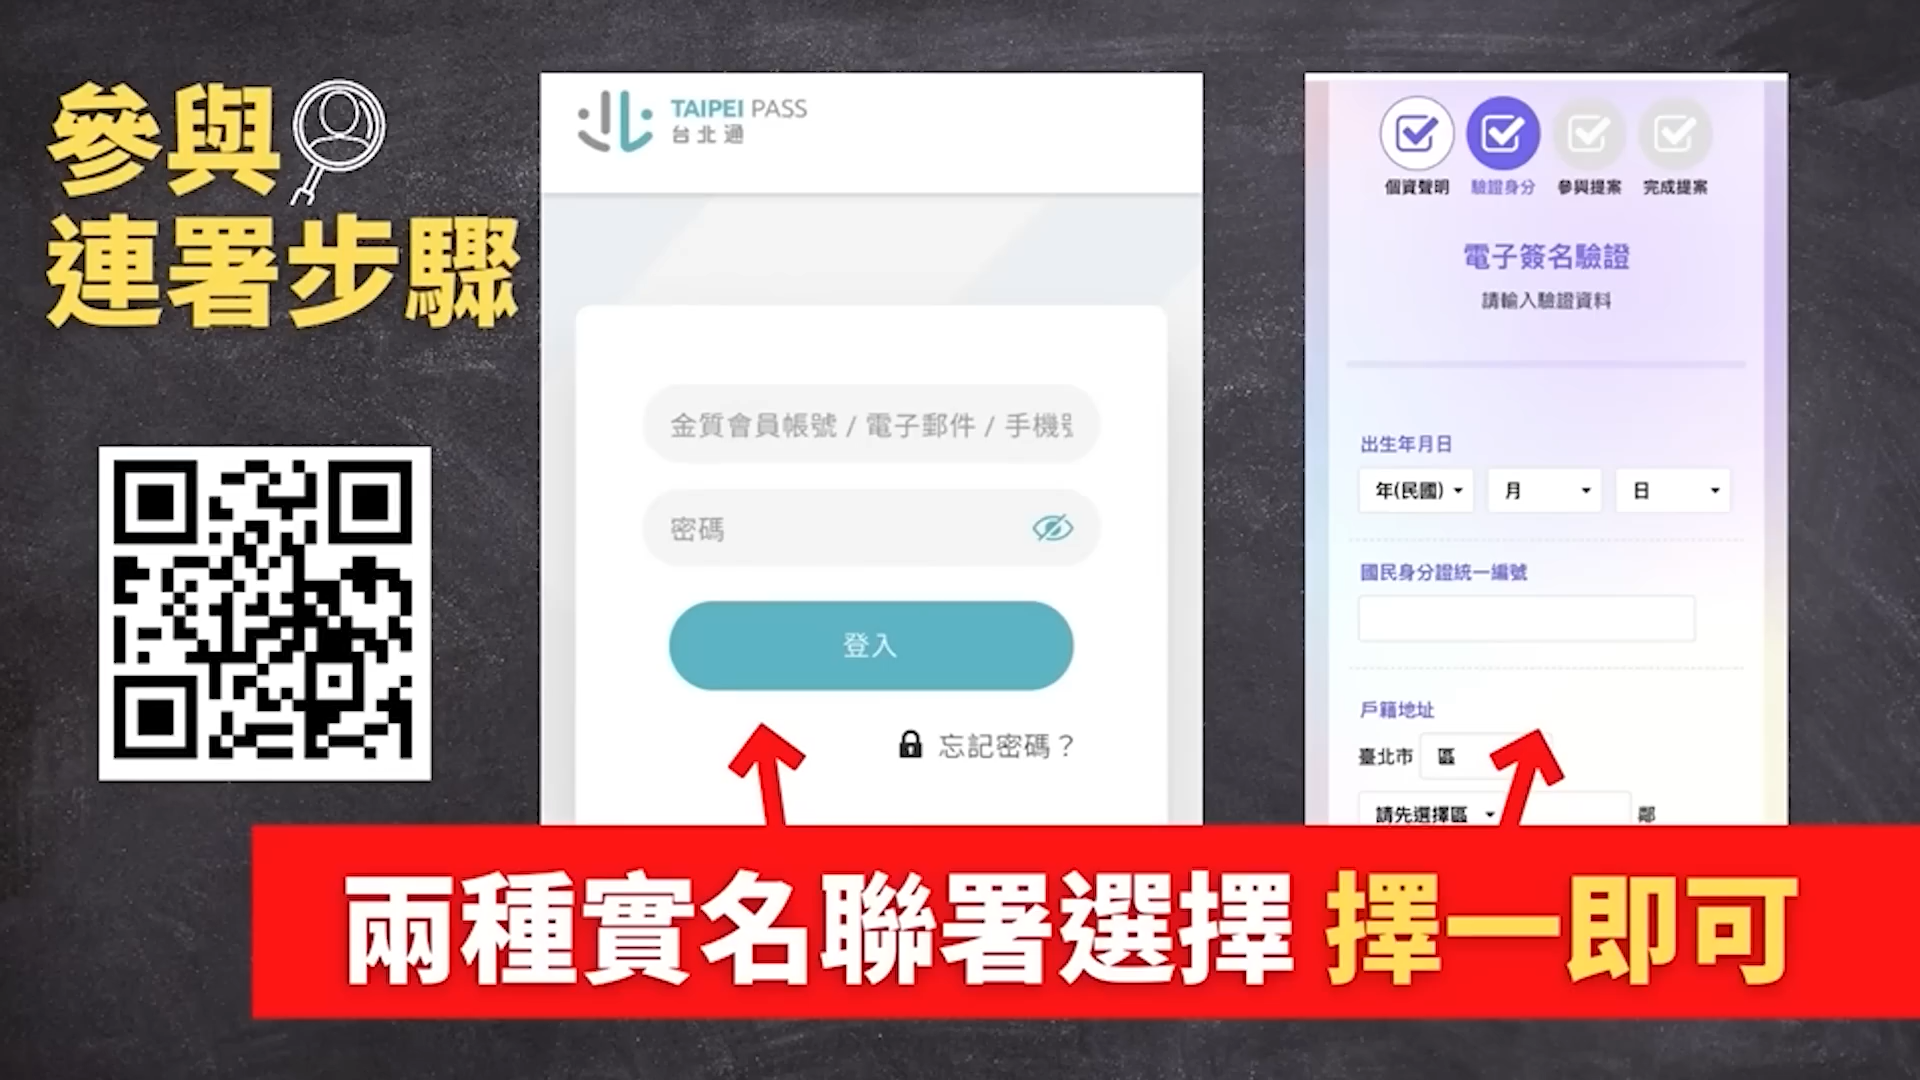 參與
連署步驟
TAIPEI PASS
台北通
金質會員帳號 / 電子郵件 / 手機
密碼
登入
忘記密碼？
個資聲明 驗證身分 參與提案 完成提案
電子簽名驗證
請輸入驗證資料
出生年月日
年(民國) 月 日
國民身分證統一編號
戶籍地址
臺北市 區
請先選擇區 鄰
兩種實名聯署選擇 擇一即可